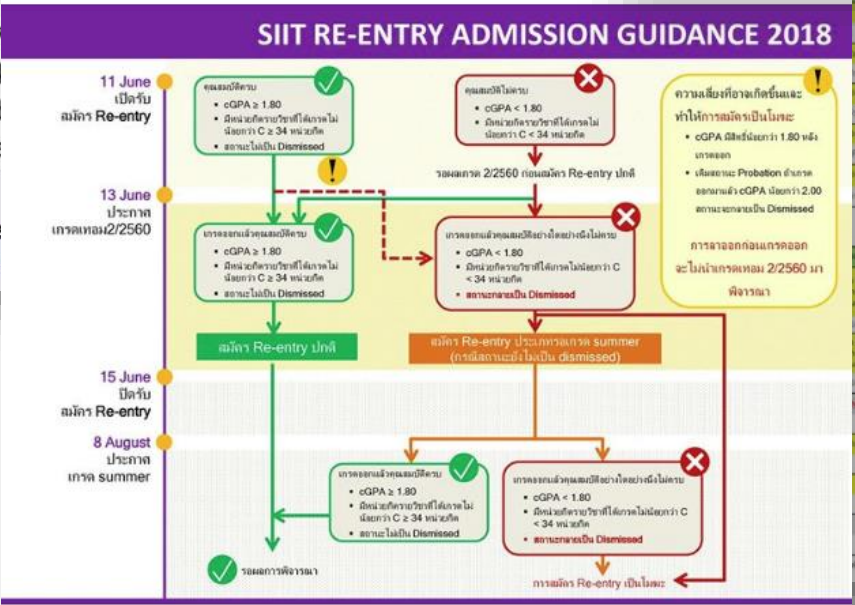 SIIT RE-ENTRY ADMISSION GUIDANCE 2018
11 June
เปิดรับ
สมัคร Re-entry
คุณสมบัติครบ
• cGPA ≥ 1.80
• มีหน่วยกิตรายวิชาที่ได้เกรดไม่
น้อยกว่า C ≥ 34 หน่วยกิต
• สถานะไม่เป็น Dismissed
คุณสมบัติไม่ครบ
• cGPA < 1.80
• มีหน่วยกิตรายวิชาที่ได้เกรดไม่
น้อยกว่า C < 34 หน่วยกิต
รอผลเกรด 2/2560 ก่อนสมัคร Re-entry ปกติ
!
!
ความเสี่ยงที่อาจเกิดขึ้นและ
ทำให้การสมัครเป็นโมฆะ
• cGPA มีสิทธิ์น้อยกว่า 1.80 หลัง
เกรดออก
• เดิมสถานะ Probation ถ้าเกรด
ออกมาแล้ว cGPA น้อยกว่า 2.00
สถานะจะกลายเป็น Dismissed
การลาออกก่อนเกรดออก
จะไม่นำเกรดเทอม 2/2560 มา
พิจารณา
13 June
ประกาศ
เกรดเทอม2/2560
เกรดออกแล้วคุณสมบัติครบ
• cGPA ≥ 1.80
• มีหน่วยกิตรายวิชาที่ได้เกรดไม่
น้อยกว่า C ≥ 34 หน่วยกิต
• สถานะไม่เป็น Dismissed
เกรดออกแล้วคุณสมบัติอย่างใดอย่างนึงไม่ครบ
• cGPA < 1.80
• มีหน่วยกิตรายวิชาที่ได้เกรดไม่น้อยกว่า C
< 34 หน่วยกิต
• สถานะกลายเป็น Dismissed
สมัคร Re-entry ปกติ
สมัคร Re-entry ประเภทรอเกรด summer
(กรณีสถานะยังไม่เป็น dismissed)
15 June
ปิดรับ
สมัคร Re-entry
8 August
ประกาศ
เกรด summer
เกรดออกแล้วคุณสมบัติครบ
• cGPA ≥ 1.80
• มีหน่วยกิตรายวิชาที่ได้เกรดไม่
น้อยกว่า C ≥ 34 หน่วยกิต
• สถานะไม่เป็น Dismissed
เกรดออกแล้วคุณสมบัติอย่างใดอย่างนึงไม่ครบ
• cGPA < 1.80
• มีหน่วยกิตรายวิชาที่ได้เกรดไม่น้อยกว่า C
< 34 หน่วยกิต
• สถานะกลายเป็น Dismissed
รอผลการพิจารณา
การสมัคร Re-entry เป็นโมฆะ